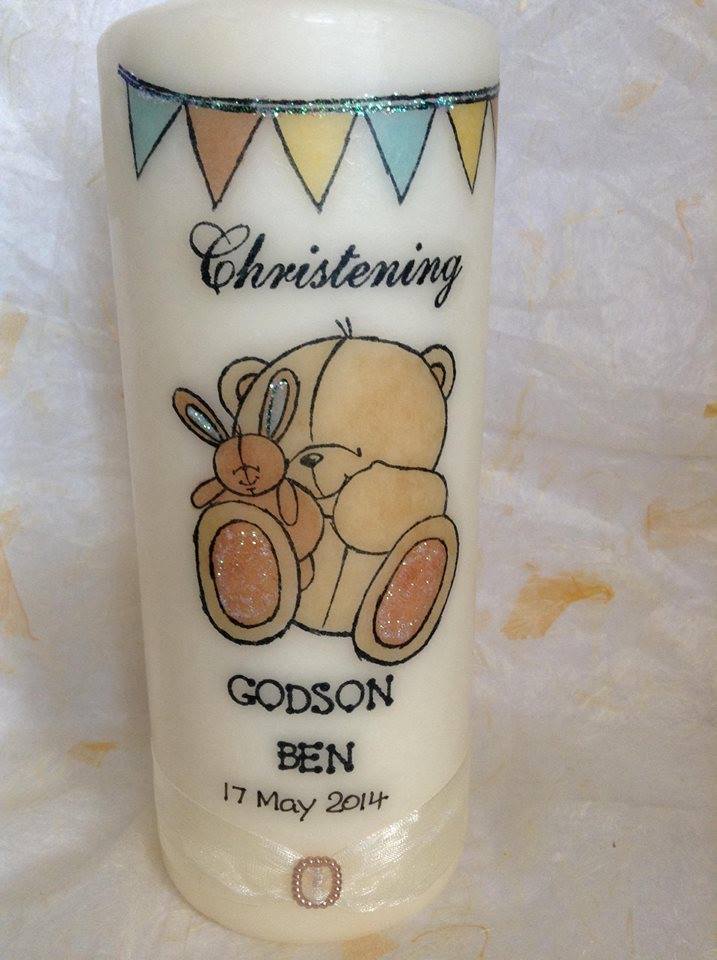 Christening
GODSON
BEN
17 May 2014